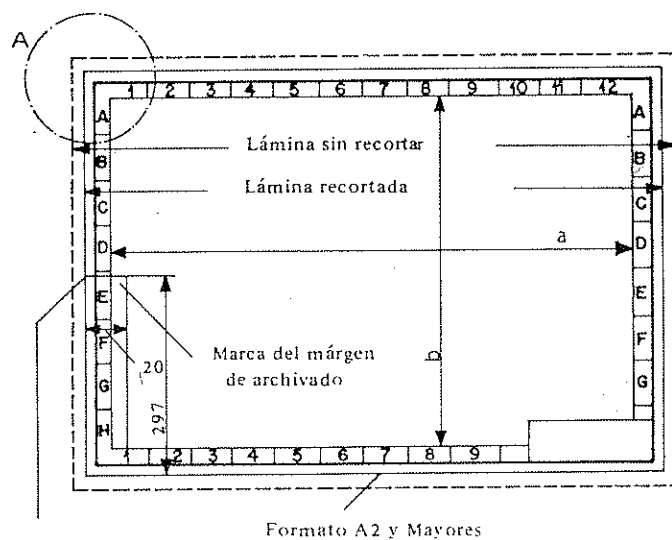 A
1 2 3 4 5 6 7 8 9 10 11 12
A A
B Lámina sin recortar B
Lámina recortada
C C
D a D
E E
F Marca del márgen F
20 de archivado b
G G
297
H
1 2 3 4 5 6 7 8 9
Formato A2 y Mayores